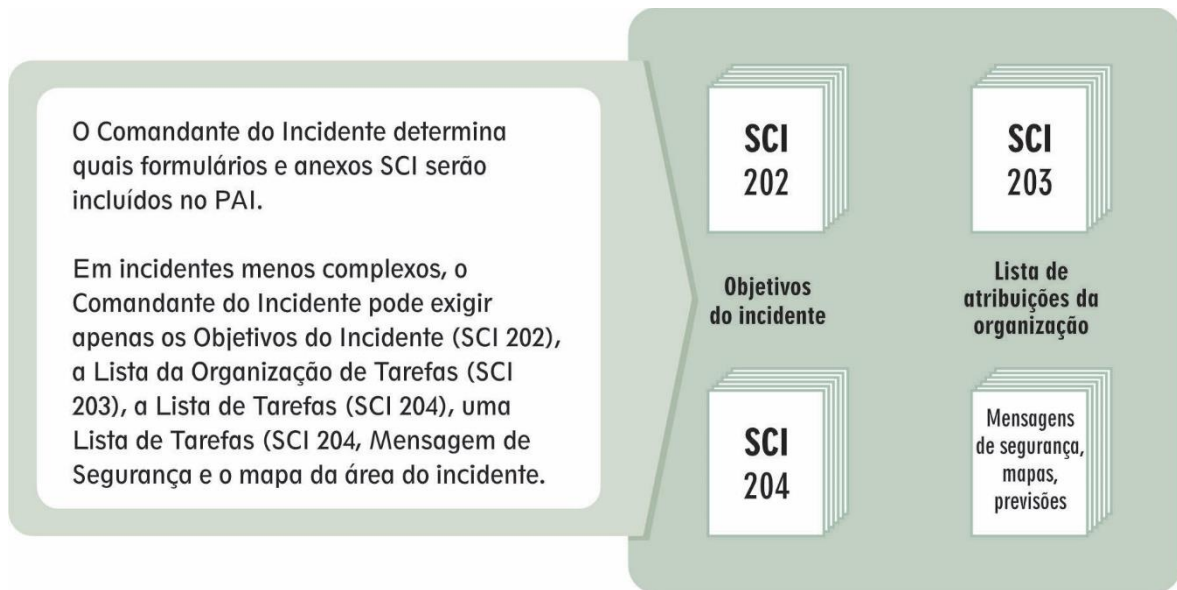 O Comandante do Incidente determina
quais formulários e anexos SCI serão
incluídos no PAI.
Em incidentes menos complexos, o
Comandante do Incidente pode exigir
apenas os Objetivos do Incidente (SCI 202),
a Lista da Organização de Tarefas (SCI
203), a Lista de Tarefas (SCI 204), uma
Lista de Tarefas (SCI 204, Mensagem de
Segurança e o mapa da área do incidente.
SCI
202
Objetivos
do incidente
SCI
203
Lista de
atribuições da
organização
SCI
204
Mensagens
de segurança,
mapas,
previsões